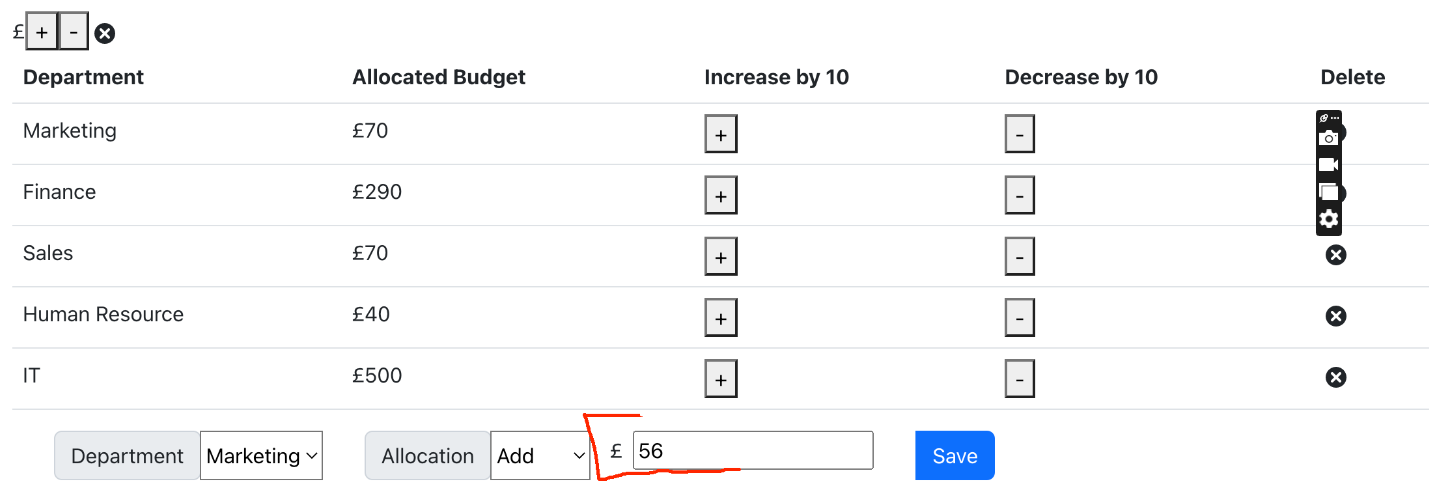 £ + -
Department Allocated Budget Increase by 10 Decrease by 10 Delete
Marketing £70 + -
Finance £290 + -
Sales £70 + -
Human Resource £40 + -
IT £500 + -
Department Marketing Allocation Add £ 56 Save